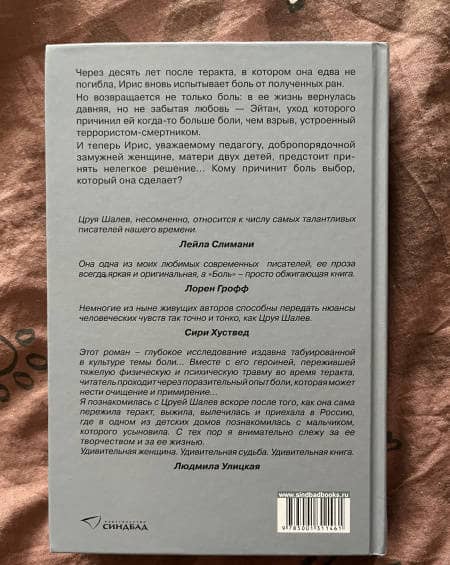 Через десять лет после теракта, в котором она едва не
погибла, Ирис вновь испытывает боль от полученных ран.
Но возвращается не только боль: в ее жизнь вернулась
давняя, но не забытая любовь — Эйтан, уход которого
причинил ей когда-то больше боли, чем взрыв, устроенный
террористом-смертником.
И теперь Ирис, уважаемому педагогу, добропорядочной
замужней женщине, матери двух детей, предстоит при-
нять нелегкое решение... Кому причинит боль выбор,
который она сделает?
Цруя Шалев, несомненно, относится к числу самых талантливых
писателей нашего времени.
Лейла Слимани
Она одна из моих любимых современных писателей, ее проза
всегда яркая и оригинальная, а «Боль» – просто обжигающая книга.
Лорен Грофф
Немногие из ныне живущих авторов способны передать нюансы
человеческих чувств так точно и тонко, как Цруя Шалев.
Сири Хуствед
Этот роман – глубокое исследование издавна табуированной
в культуре темы боли... Вместе с его героиней, пережившей
тяжелую физическую и психическую травму во время теракта,
читатель проходит через поразительный опыт боли, которая может
нести очищение и примирение...
Я познакомилась с Цруей Шалев вскоре после того, как она сама
пережила теракт, выжила, вылечилась и приехала в Россию,
где в одном из детских домов познакомилась с мальчиком,
которого усыновила. С тех пор я внимательно слежу за ее
творчеством и за ее жизнью.
Удивительная женщина. Удивительная судьба. Удивительная книга.
Людмила Улицкая
www.sindbadbooks.ru
9 785001 311461
ИЗДАТЕЛЬСТВО
СИНДБАД